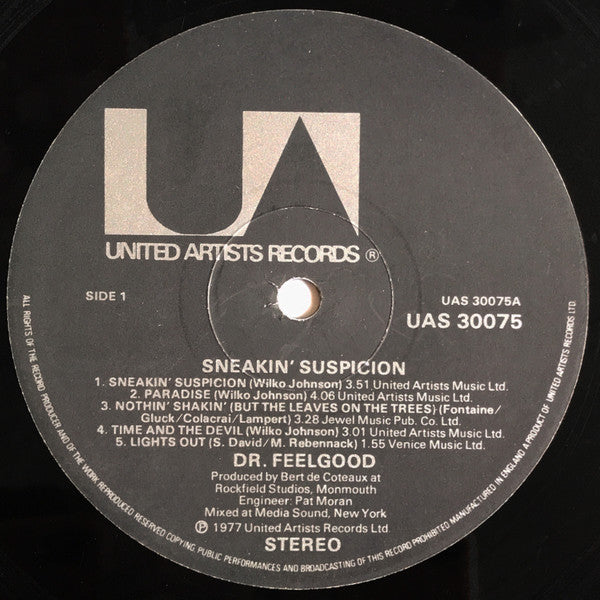 UA
UNITED ARTISTS RECORDS ®
SIDE 1
UAS 30075A
UAS 30075
SNEAKIN' SUSPICION
1. SNEAKIN' SUSPICION (Wilko Johnson) 3.51 United Artists Music Ltd.
2. PARADISE (Wilko Johnson) 4.06 United Artists Music Ltd.
3. NOTHIN' SHAKIN' (BUT THE LEAVES ON THE TREES) (Fontaine/
Gluck/Colacrai/Lampert) 3.28 Jewel Music Pub. Co. Ltd.
4. TIME AND THE DEVIL (Wilko Johnson) 3.01 United Artists Music Ltd.
5. LIGHTS OUT (S. David/M. Rebennack) 1.55 Venice Music Ltd.
DR. FEELGOOD
Produced by Bert de Coteaux at
Rockfield Studios, Monmouth
Engineer: Pat Moran
Mixed at Media Sound, New York
℗ 1977 United Artists Records Ltd.
STEREO
ALL RIGHTS OF THE RECORD PRODUCER AND OF THE WORK REPRODUCED RESERVED COPYING, PUBLIC PERFORMANCES AND BROADCASTING OF THIS RECORD PROHIBITED MANUFACTURED IN ENGLAND A PRODUCT OF UNITED ARTISTS RECORDS LTD.